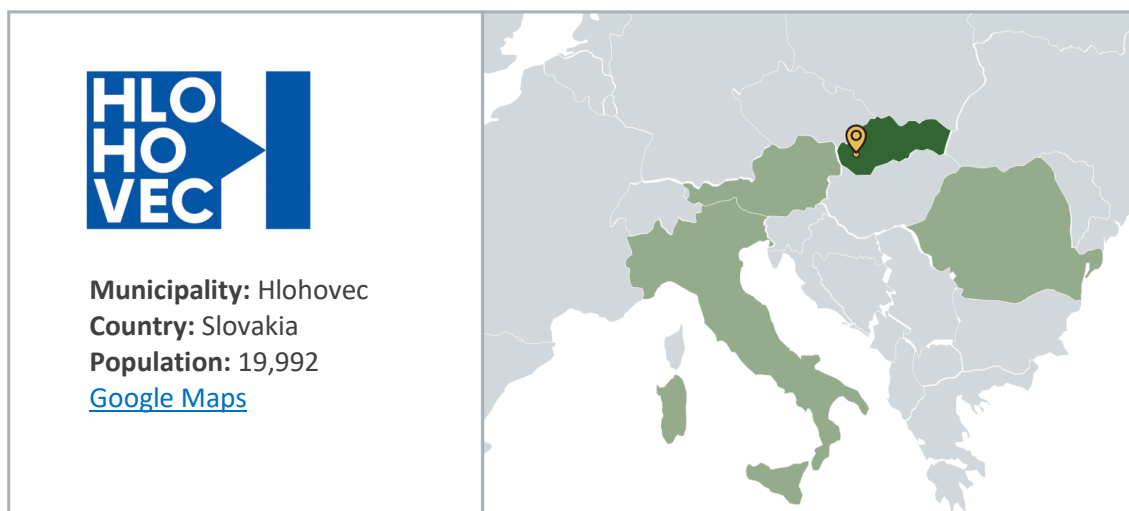 HLO
HO
VEC
Municipality: Hlohovec
Country: Slovakia
Population: 19,992
Google Maps